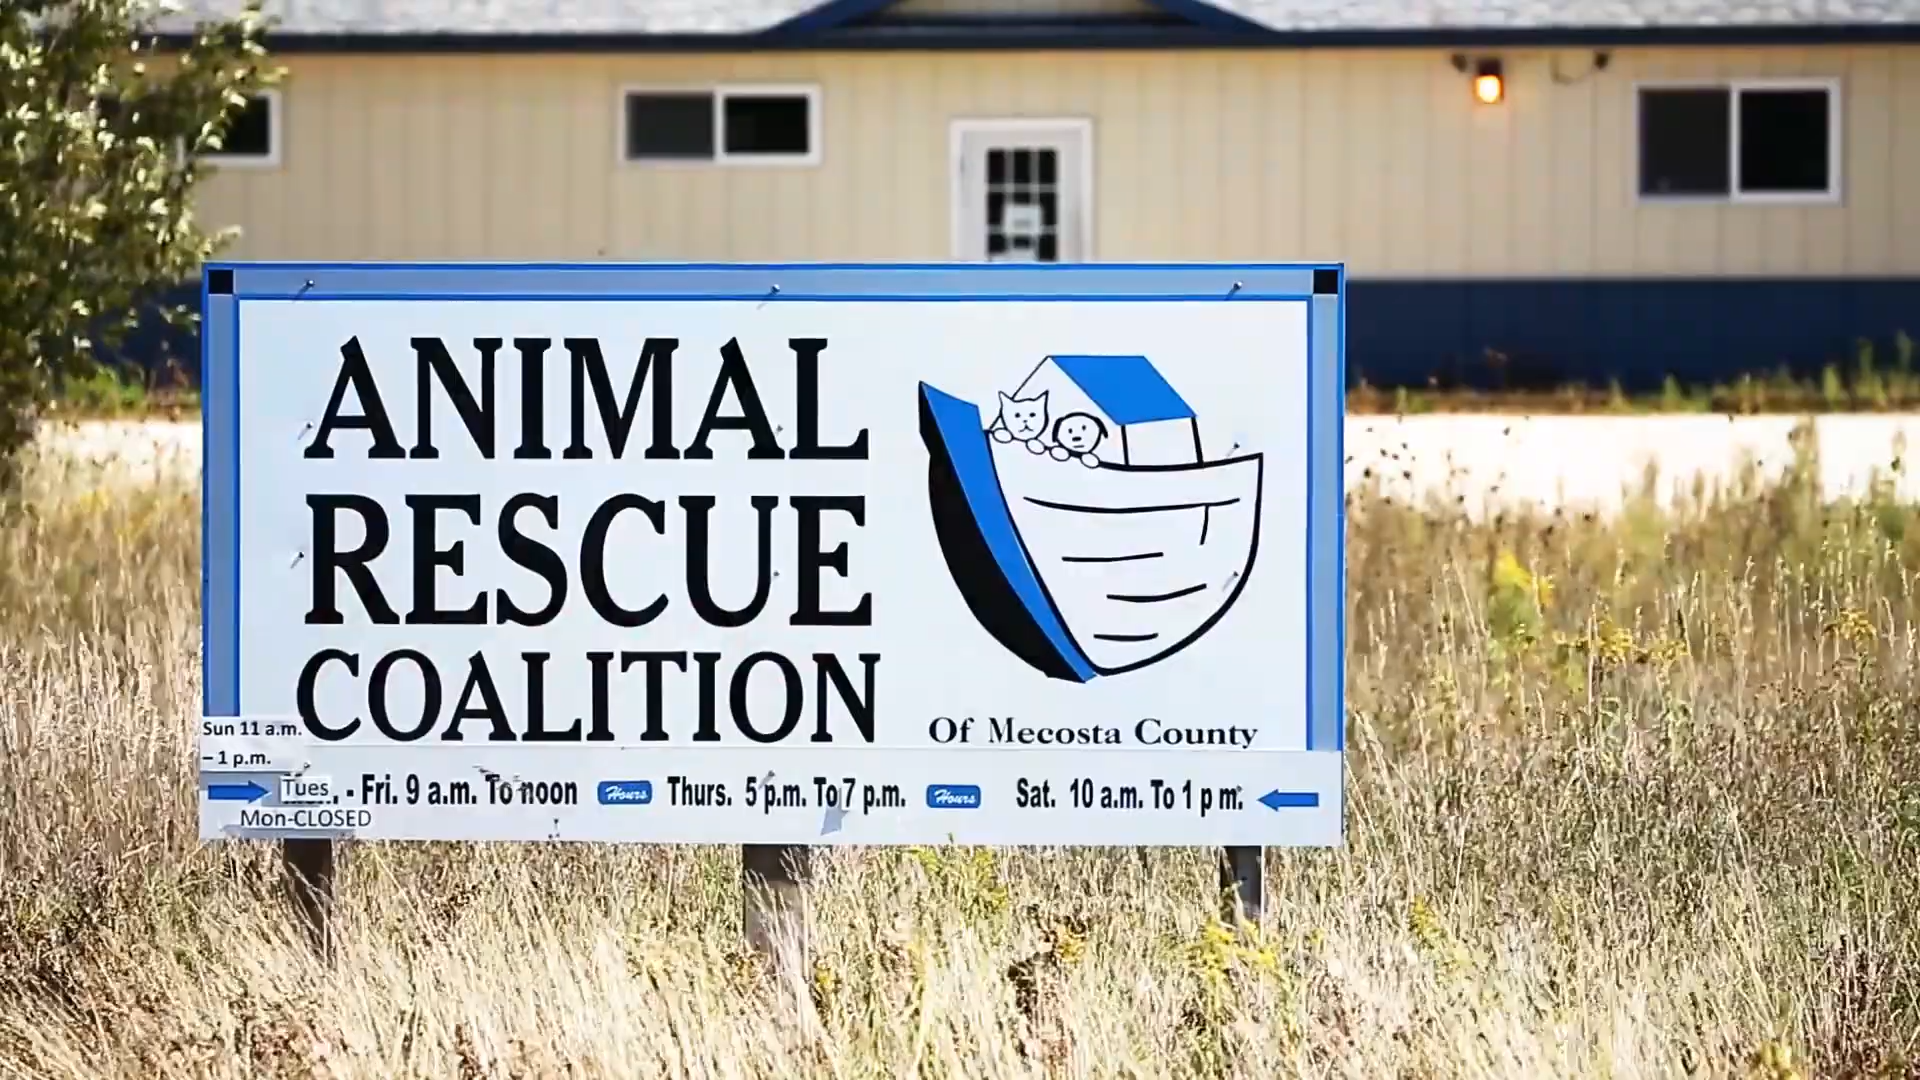 ANIMAL
RESCUE
COALITION
Of Mecosta County
Sun 11 a.m.
– 1 p.m.
Tues. - Fri. 9 a.m. To noon Hours Thurs. 5 p.m. To 7 p.m. Hours Sat. 10 a.m. To 1 p m.
Mon-CLOSED